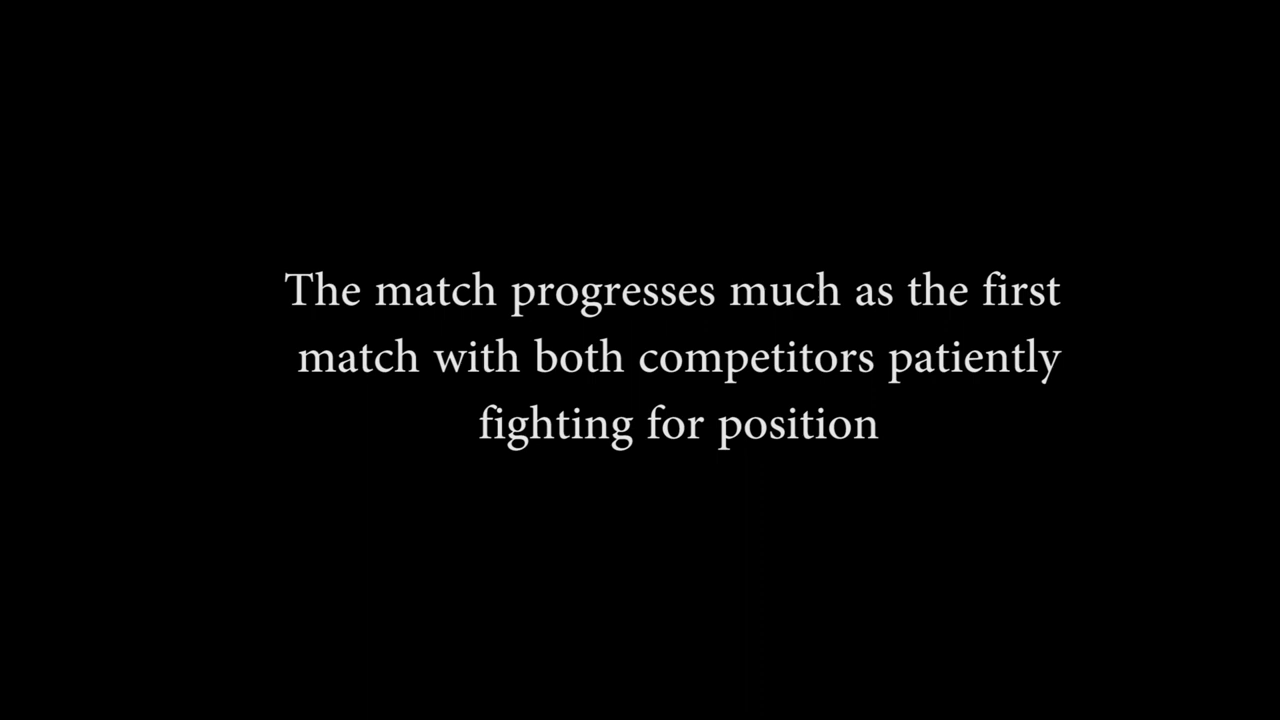 The match progresses much as the first
match with both competitors patiently
fighting for position